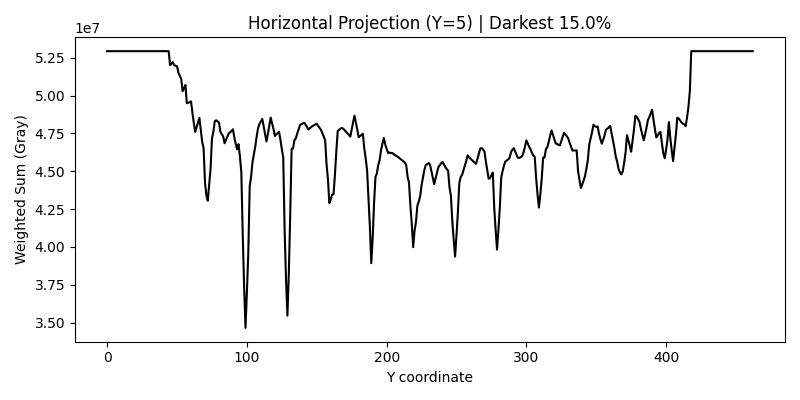 Horizontal Projection (Y=5) | Darkest 15.0%
1e7
5.25
5.00
4.75
4.50
4.25
4.00
3.75
3.50
Weighted Sum (Gray)
0 100 200 300 400
Y coordinate